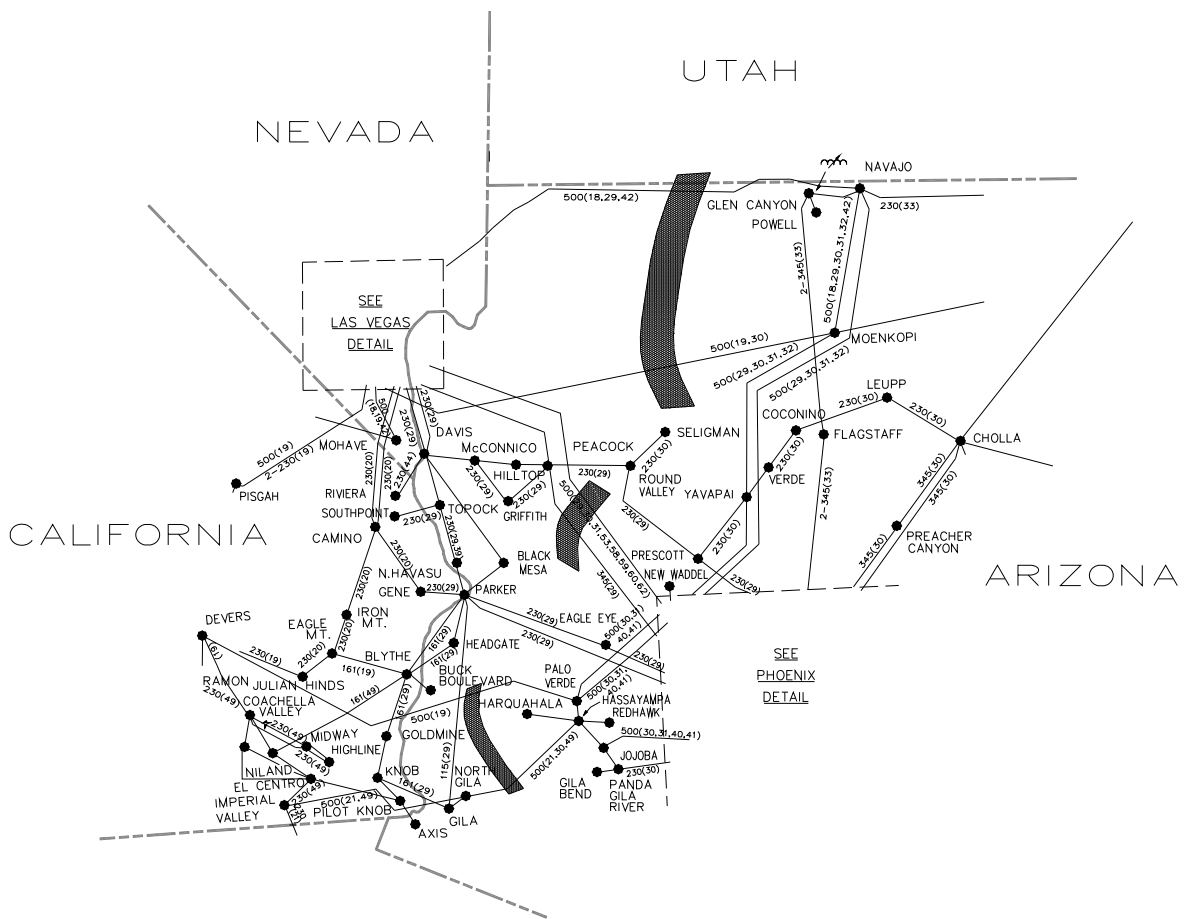 UTAH
NEVADA
NAVAJO
500(18,29,42)
GLEN CANYON
230(33)
POWELL
2-345(33)
500(18,29,30,31,32,42)
SEE
LAS VEGAS
DETAIL
MOENKOPI
500(19,30)
500(29,30,31,32)
500(29,30,31,32)
LEUPP
230(30)
230(30)
COCONINO
500
(18,19,42)
230(29)
230(29)
DAVIS
MOHAVE
McCONNICO
PEACOCK
SELIGMAN
FLAGSTAFF
CHOLLA
500(19)
2-230(19)
230(20)
230(20)
230(44)
HILLTOP
230(29)
230(30)
230(30)
ROUND
VALLEY
VERDE
YAVAPAI
345(30)
345(30)
2-345(33)
PISGAH
RIVIERA
230(29)
230(29)
SOUTHPOINT
230(29)
TOPOCK
GRIFFITH
230(29)
CALIFORNIA
CAMINO
230(29,39)
230(30)
PREACHER
CANYON
345(30)
PRESCOTT
BLACK
MESA
230(20)
230(20)
N.HAVASU
GENE
230(29)
PARKER
345(29)
NEW WADDEL
230(29)
ARIZONA
IRON
MT.
EAGLE
MT.
230(20)
DEVERS
230(29)
230(29)
EAGLE EYE
500(30,31
40,41)
230(29)
161(29)
161(29)
HEADGATE
230(19)
230(20)
161(19)
BLYTHE
SEE
PHOENIX
DETAIL
RAMON
JULIAN HINDS
BUCK
BOULEVARD
PALO
VERDE
500(30,31,
40,41)
230(49)
COACHELLA
VALLEY
161(49)
161(29)
500(19)
HARQUAHALA
HASSAYAMPA
REDHAWK
230(49)
MIDWAY
HIGHLINE
GOLDMINE
500(30,31,40,41)
230(49)
115(29)
500(21,30,49)
JOJOBA
NILAND
EL CENTRO
KNOB
161(29)
NORTH
GILA
GILA
BEND
230(30)
PANDA
GILA
RIVER
230(49)
IMPERIAL
VALLEY
500(21,49)
PILOT KNOB
GILA
AXIS